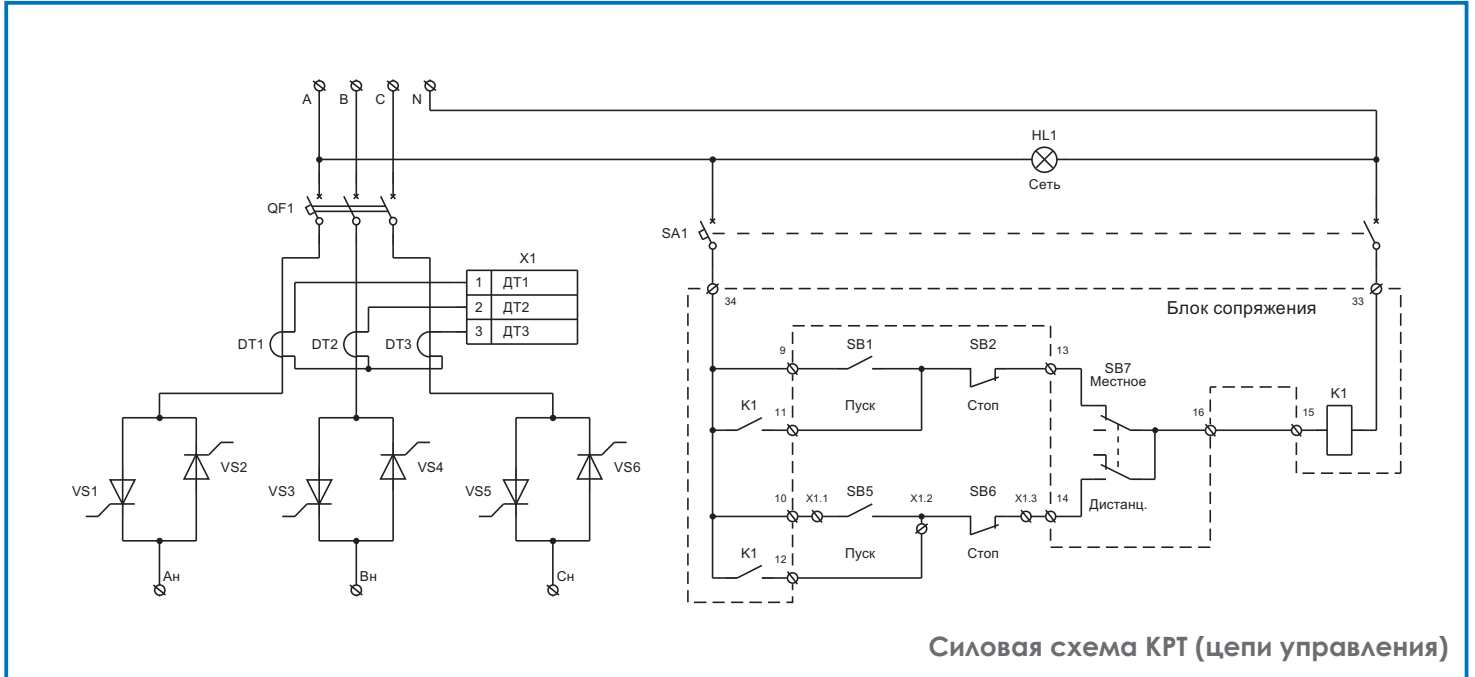 A B C N
HL1
Сеть
QF1
SA1
X1
1 ДТ1
2 ДТ2
3 ДТ3
34
Блок сопряжения
33
DT1 DT2 DT3
9 SB1 SB2 13
SB7
Местное
K1 11 Пуск Стоп
16 15 K1
VS1 VS2 VS3 VS4 VS5 VS6
10 X1.1 SB5 X1.2 SB6 X1.3 14
Дистанц.
K1 12 Пуск Стоп
Ан Вн Сн
Силовая схема КРТ (цепи управления)